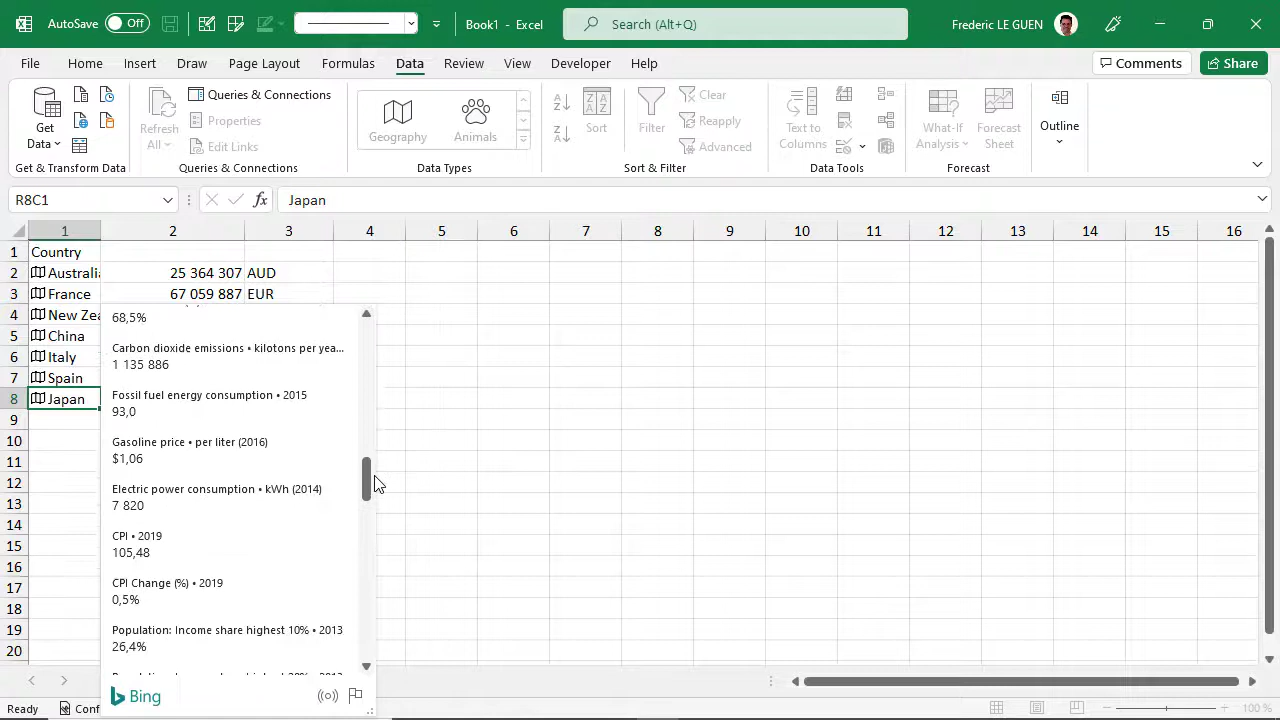 AutoSave Off Book1 - Excel Search (Alt+Q) Frederic LE GUEN
File Home Insert Draw Page Layout Formulas Data Review View Developer Help Comments Share
Get Data
Refresh All
Queries & Connections
Properties
Edit Links
Geography
Animals
Sort
Filter
Clear
Reapply
Advanced
Text to Columns
What-If Analysis
Forecast Sheet
Outline
Get & Transform Data Queries & Connections Data Types Sort & Filter Data Tools Forecast
R8C1 fx Japan
1 2 3 4 5 6 7 8 9 10 11 12 13 14 15 16
1 Country
2 Australia 25 364 307 AUD
3 France 67 059 887 EUR
4 New Zea
5 China
6 Italy
7 Spain
8 Japan
9
10
11
12
13
14
15
16
17
18
19
20
68,5%
Carbon dioxide emissions • kilotons per yea...
1 135 886
Fossil fuel energy consumption • 2015
93,0
Gasoline price • per liter (2016)
$1,06
Electric power consumption • kWh (2014)
7 820
CPI • 2019
105,48
CPI Change (%) • 2019
0,5%
Population: Income share highest 10% • 2013
26,4%
Bing
Ready Conf 100 %